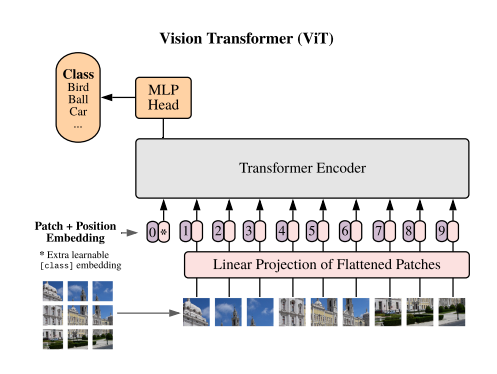 Vision Transformer (ViT)
Class
Bird
Ball
Car
...
MLP
Head
Transformer Encoder
Patch + Position
Embedding
0 * 1 2 3 4 5 6 7 8 9
* Extra learnable
[class] embedding
Linear Projection of Flattened Patches